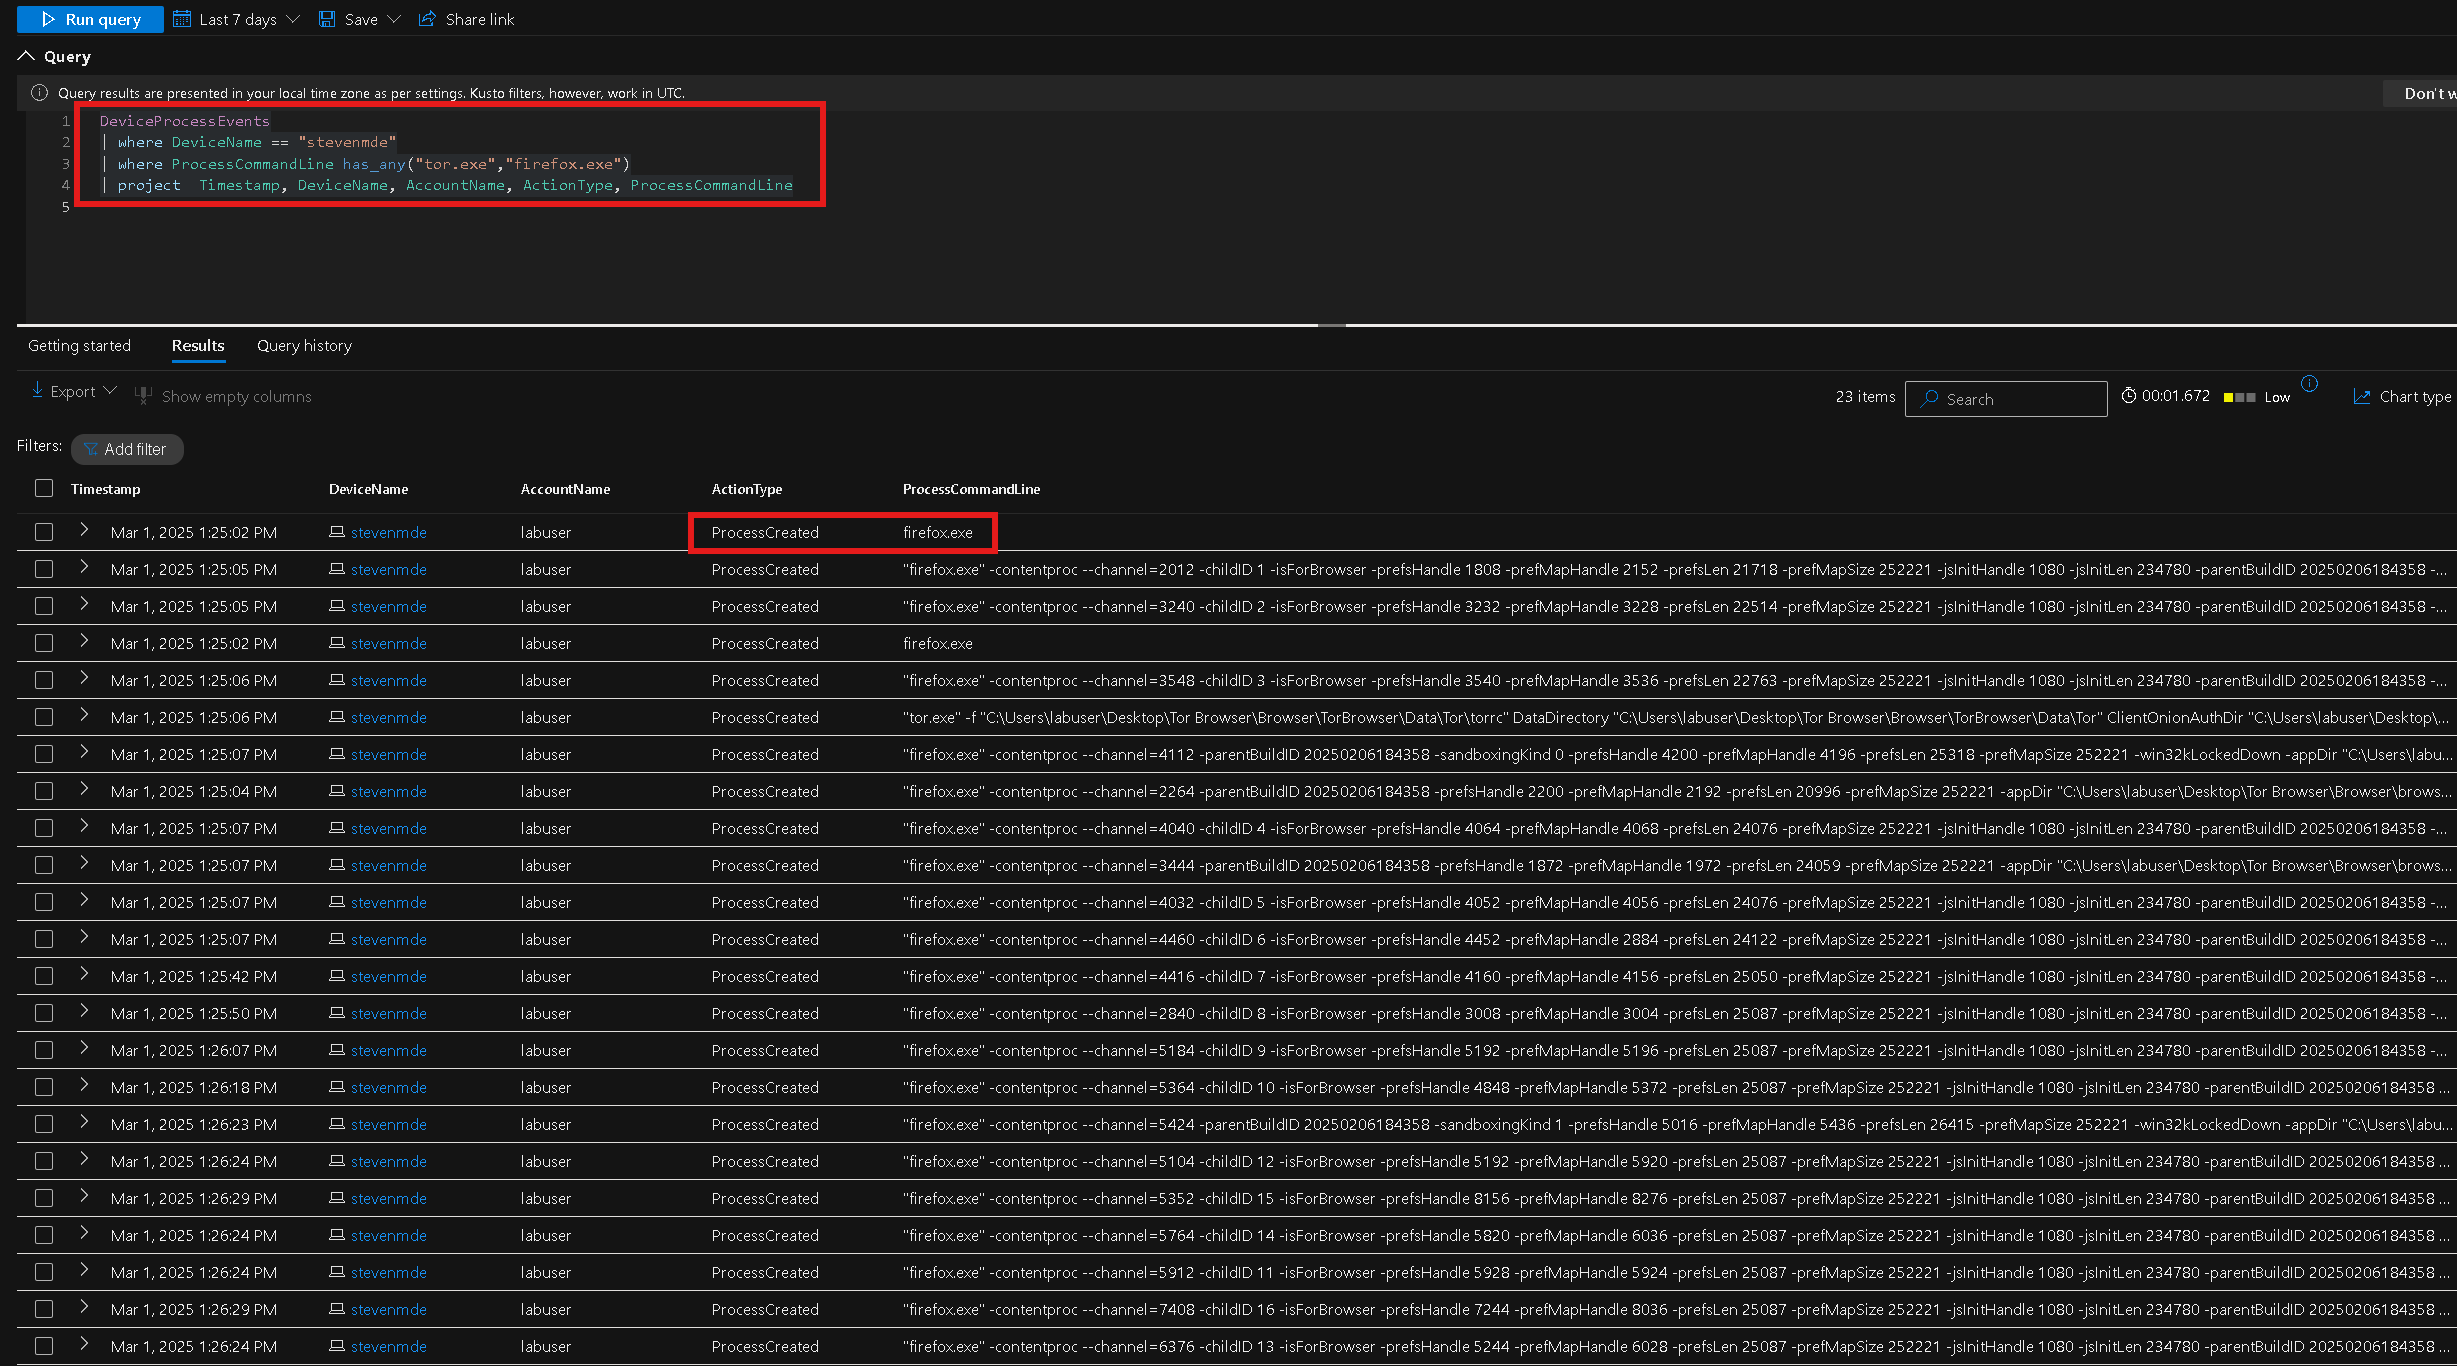 Run query Last 7 days Save Share link
Query
Query results are presented in your local time zone as per settings. Kusto filters, however, work in UTC. Don't w
1 DeviceProcessEvents
2 | where DeviceName == "stevenmde"
3 | where ProcessCommandLine has_any("tor.exe","firefox.exe")
4 | project  Timestamp, DeviceName, AccountName, ActionType, ProcessCommandLine
5
Getting started Results Query history
Export Show empty columns 23 items Search 00:01.672 Low Chart type
Filters: Add filter
Timestamp DeviceName AccountName ActionType ProcessCommandLine
Mar 1, 2025 1:25:02 PM stevenmde labuser ProcessCreated firefox.exe
Mar 1, 2025 1:25:05 PM stevenmde labuser ProcessCreated "firefox.exe" -contentproc --channel=2012 -childID 1 -isForBrowser -prefsHandle 1808 -prefMapHandle 2152 -prefsLen 21718 -prefMapSize 252221 -jsInitHandle 1080 -jsInitLen 234780 -parentBuildID 20250206184358 -...
Mar 1, 2025 1:25:05 PM stevenmde labuser ProcessCreated "firefox.exe" -contentproc --channel=3240 -childID 2 -isForBrowser -prefsHandle 3232 -prefMapHandle 3228 -prefsLen 22514 -prefMapSize 252221 -jsInitHandle 1080 -jsInitLen 234780 -parentBuildID 20250206184358 -...
Mar 1, 2025 1:25:02 PM stevenmde labuser ProcessCreated firefox.exe
Mar 1, 2025 1:25:06 PM stevenmde labuser ProcessCreated "firefox.exe" -contentproc --channel=3548 -childID 3 -isForBrowser -prefsHandle 3540 -prefMapHandle 3536 -prefsLen 22763 -prefMapSize 252221 -jsInitHandle 1080 -jsInitLen 234780 -parentBuildID 20250206184358 -...
Mar 1, 2025 1:25:06 PM stevenmde labuser ProcessCreated "tor.exe" -f "C:\Users\labuser\Desktop\Tor Browser\Browser\TorBrowser\Data\Tor\torrc" DataDirectory "C:\Users\labuser\Desktop\Tor Browser\Browser\TorBrowser\Data\Tor" ClientOnionAuthDir "C:\Users\labuser\Desktop\...
Mar 1, 2025 1:25:07 PM stevenmde labuser ProcessCreated "firefox.exe" -contentproc --channel=4112 -parentBuildID 20250206184358 -sandboxingKind 0 -prefsHandle 4200 -prefMapHandle 4196 -prefsLen 25318 -prefMapSize 252221 -win32kLockedDown -appDir "C:\Users\labu...
Mar 1, 2025 1:25:04 PM stevenmde labuser ProcessCreated "firefox.exe" -contentproc --channel=2264 -parentBuildID 20250206184358 -prefsHandle 2200 -prefMapHandle 2192 -prefsLen 20996 -prefMapSize 252221 -appDir "C:\Users\labuser\Desktop\Tor Browser\Browser\brows...
Mar 1, 2025 1:25:07 PM stevenmde labuser ProcessCreated "firefox.exe" -contentproc --channel=4040 -childID 4 -isForBrowser -prefsHandle 4064 -prefMapHandle 4068 -prefsLen 24076 -prefMapSize 252221 -jsInitHandle 1080 -jsInitLen 234780 -parentBuildID 20250206184358 -...
Mar 1, 2025 1:25:07 PM stevenmde labuser ProcessCreated "firefox.exe" -contentproc --channel=3444 -parentBuildID 20250206184358 -prefsHandle 1872 -prefMapHandle 1972 -prefsLen 24059 -prefMapSize 252221 -appDir "C:\Users\labuser\Desktop\Tor Browser\Browser\brows...
Mar 1, 2025 1:25:07 PM stevenmde labuser ProcessCreated "firefox.exe" -contentproc --channel=4032 -childID 5 -isForBrowser -prefsHandle 4052 -prefMapHandle 4056 -prefsLen 24076 -prefMapSize 252221 -jsInitHandle 1080 -jsInitLen 234780 -parentBuildID 20250206184358 -...
Mar 1, 2025 1:25:07 PM stevenmde labuser ProcessCreated "firefox.exe" -contentproc --channel=4460 -childID 6 -isForBrowser -prefsHandle 4452 -prefMapHandle 2884 -prefsLen 24122 -prefMapSize 252221 -jsInitHandle 1080 -jsInitLen 234780 -parentBuildID 20250206184358 -...
Mar 1, 2025 1:25:42 PM stevenmde labuser ProcessCreated "firefox.exe" -contentproc --channel=4416 -childID 7 -isForBrowser -prefsHandle 4160 -prefMapHandle 4156 -prefsLen 25050 -prefMapSize 252221 -jsInitHandle 1080 -jsInitLen 234780 -parentBuildID 20250206184358 -...
Mar 1, 2025 1:25:50 PM stevenmde labuser ProcessCreated "firefox.exe" -contentproc --channel=2840 -childID 8 -isForBrowser -prefsHandle 3008 -prefMapHandle 3004 -prefsLen 25087 -prefMapSize 252221 -jsInitHandle 1080 -jsInitLen 234780 -parentBuildID 20250206184358 -...
Mar 1, 2025 1:26:07 PM stevenmde labuser ProcessCreated "firefox.exe" -contentproc --channel=5184 -childID 9 -isForBrowser -prefsHandle 5192 -prefMapHandle 5196 -prefsLen 25087 -prefMapSize 252221 -jsInitHandle 1080 -jsInitLen 234780 -parentBuildID 20250206184358 -...
Mar 1, 2025 1:26:18 PM stevenmde labuser ProcessCreated "firefox.exe" -contentproc --channel=5364 -childID 10 -isForBrowser -prefsHandle 4848 -prefMapHandle 5372 -prefsLen 25087 -prefMapSize 252221 -jsInitHandle 1080 -jsInitLen 234780 -parentBuildID 20250206184358 ...
Mar 1, 2025 1:26:23 PM stevenmde labuser ProcessCreated "firefox.exe" -contentproc --channel=5424 -parentBuildID 20250206184358 -sandboxingKind 1 -prefsHandle 5016 -prefMapHandle 5436 -prefsLen 26415 -prefMapSize 252221 -win32kLockedDown -appDir "C:\Users\labu...
Mar 1, 2025 1:26:24 PM stevenmde labuser ProcessCreated "firefox.exe" -contentproc --channel=5104 -childID 12 -isForBrowser -prefsHandle 5192 -prefMapHandle 5920 -prefsLen 25087 -prefMapSize 252221 -jsInitHandle 1080 -jsInitLen 234780 -parentBuildID 20250206184358 ...
Mar 1, 2025 1:26:29 PM stevenmde labuser ProcessCreated "firefox.exe" -contentproc --channel=5352 -childID 15 -isForBrowser -prefsHandle 8156 -prefMapHandle 8276 -prefsLen 25087 -prefMapSize 252221 -jsInitHandle 1080 -jsInitLen 234780 -parentBuildID 20250206184358 ...
Mar 1, 2025 1:26:24 PM stevenmde labuser ProcessCreated "firefox.exe" -contentproc --channel=5764 -childID 14 -isForBrowser -prefsHandle 5820 -prefMapHandle 6036 -prefsLen 25087 -prefMapSize 252221 -jsInitHandle 1080 -jsInitLen 234780 -parentBuildID 20250206184358 ...
Mar 1, 2025 1:26:24 PM stevenmde labuser ProcessCreated "firefox.exe" -contentproc --channel=5912 -childID 11 -isForBrowser -prefsHandle 5928 -prefMapHandle 5924 -prefsLen 25087 -prefMapSize 252221 -jsInitHandle 1080 -jsInitLen 234780 -parentBuildID 20250206184358 ...
Mar 1, 2025 1:26:29 PM stevenmde labuser ProcessCreated "firefox.exe" -contentproc --channel=7408 -childID 16 -isForBrowser -prefsHandle 7244 -prefMapHandle 8036 -prefsLen 25087 -prefMapSize 252221 -jsInitHandle 1080 -jsInitLen 234780 -parentBuildID 20250206184358 ...
Mar 1, 2025 1:26:24 PM stevenmde labuser ProcessCreated "firefox.exe" -contentproc --channel=6376 -childID 13 -isForBrowser -prefsHandle 5244 -prefMapHandle 6028 -prefsLen 25087 -prefMapSize 252221 -jsInitHandle 1080 -jsInitLen 234780 -parentBuildID 20250206184358 ...